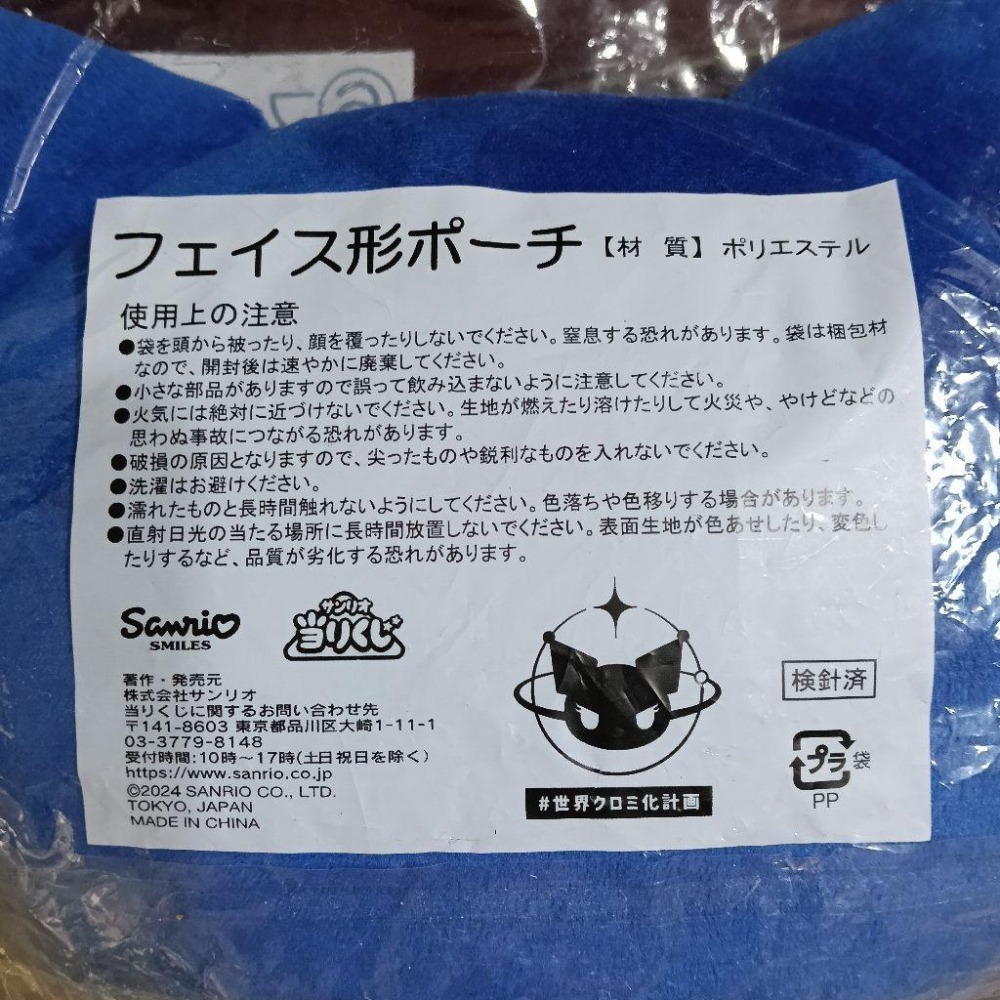 フェイス形ポーチ 【材 質】 ポリエステル
使用上の注意
●袋を頭から被ったり、顔を覆ったりしないでください。窒息する恐れがあります。袋は梱包材
なので、開封後は速やかに廃棄してください。
●小さな部品がありますので誤って飲み込まないように注意してください。
●火気には絶対に近づけないでください。生地が燃えたり溶けたりして火災や、やけどなどの
思わぬ事故につながる恐れがあります。
●破損の原因となりますので、尖ったものや鋭利なものを入れないでください。
●洗濯はお避けください。
●濡れたものと長時間触れないようにしてください。色落ちや色移りする場合があります。
●直射日光の当たる場所に長時間放置しないでください。表面生地が色あせしたり、変色し
たりするなど、品質が劣化する恐れがあります。
Sanrio
SMILES
サンリオ
当りくじ
著作・発売元
株式会社サンリオ
当りくじに関するお問い合わせ先
〒141-8603 東京都品川区大崎1-11-1
03-3779-8148
受付時間:10時～17時(土日祝日を除く)
https://www.sanrio.co.jp
©2024 SANRIO CO., LTD.
TOKYO, JAPAN
MADE IN CHINA
#世界クロミ化計画
検針済
プラ 袋
PP